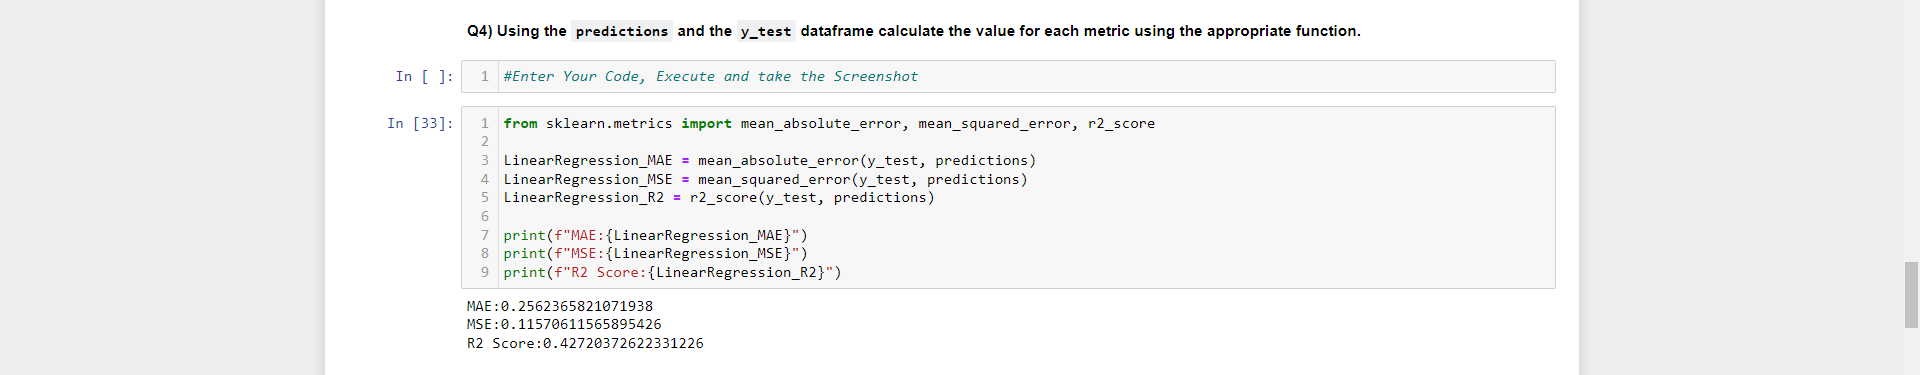 Q4) Using the predictions and the y_test dataframe calculate the value for each metric using the appropriate function.
In [ ]: 1 #Enter Your Code, Execute and take the Screenshot
In [33]: 1 from sklearn.metrics import mean_absolute_error, mean_squared_error, r2_score
2
3 LinearRegression_MAE = mean_absolute_error(y_test, predictions)
4 LinearRegression_MSE = mean_squared_error(y_test, predictions)
5 LinearRegression_R2 = r2_score(y_test, predictions)
6
7 print(f"MAE:{LinearRegression_MAE}")
8 print(f"MSE:{LinearRegression_MSE}")
9 print(f"R2 Score:{LinearRegression_R2}")
MAE:0.2562365821071938
MSE:0.11570611565895426
R2 Score:0.42720372622331226